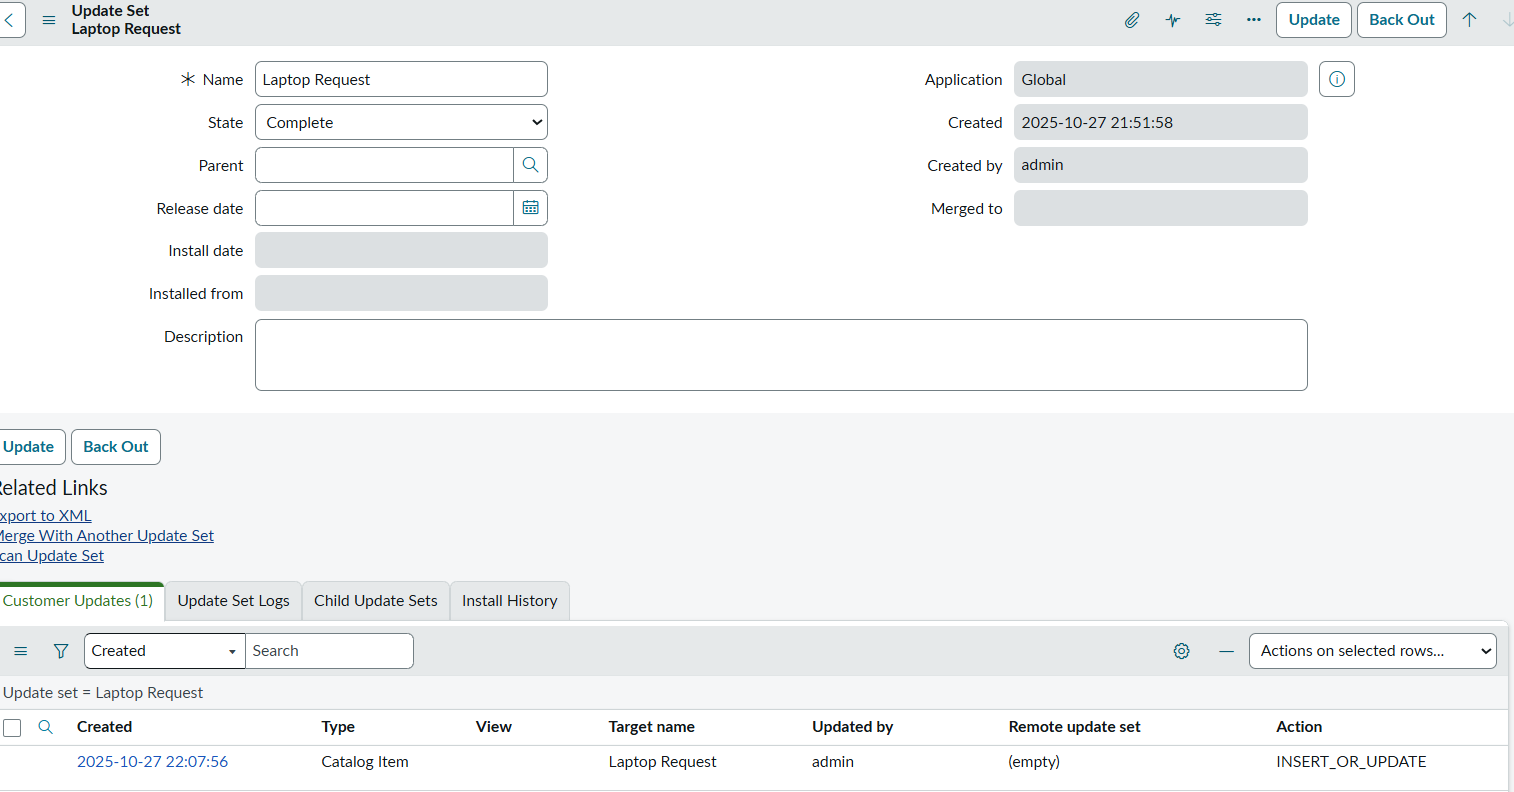 Update Set
Laptop Request
Update
Back Out
Name
Laptop Request
State
Complete
Parent
Release date
Install date
Installed from
Description
Application
Global
Created
2025-10-27 21:51:58
Created by
admin
Merged to
Update
Back Out
elated Links
xport to XML
erge With Another Update Set
can Update Set
Customer Updates (1)
Update Set Logs
Child Update Sets
Install History
Created
Search
Actions on selected rows...
Update set = Laptop Request
Created Type View Target name Updated by Remote update set Action
2025-10-27 22:07:56 Catalog Item Laptop Request admin (empty) INSERT_OR_UPDATE